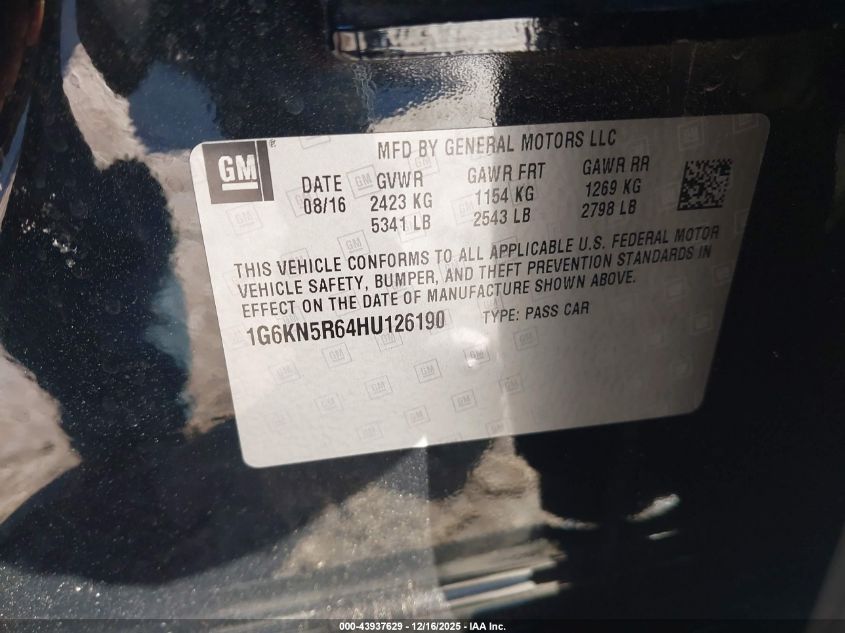 GM
MFD BY GENERAL MOTORS LLC
DATE GVWR GAWR FRT GAWR RR
08/16 2423 KG 1154 KG 1269 KG
5341 LB 2543 LB 2798 LB
THIS VEHICLE CONFORMS TO ALL APPLICABLE U.S. FEDERAL MOTOR
VEHICLE SAFETY, BUMPER, AND THEFT PREVENTION STANDARDS IN
EFFECT ON THE DATE OF MANUFACTURE SHOWN ABOVE.
1G6KN5R64HU126190 TYPE: PASS CAR
000-43937629 – 12/16/2025 – IAA Inc.